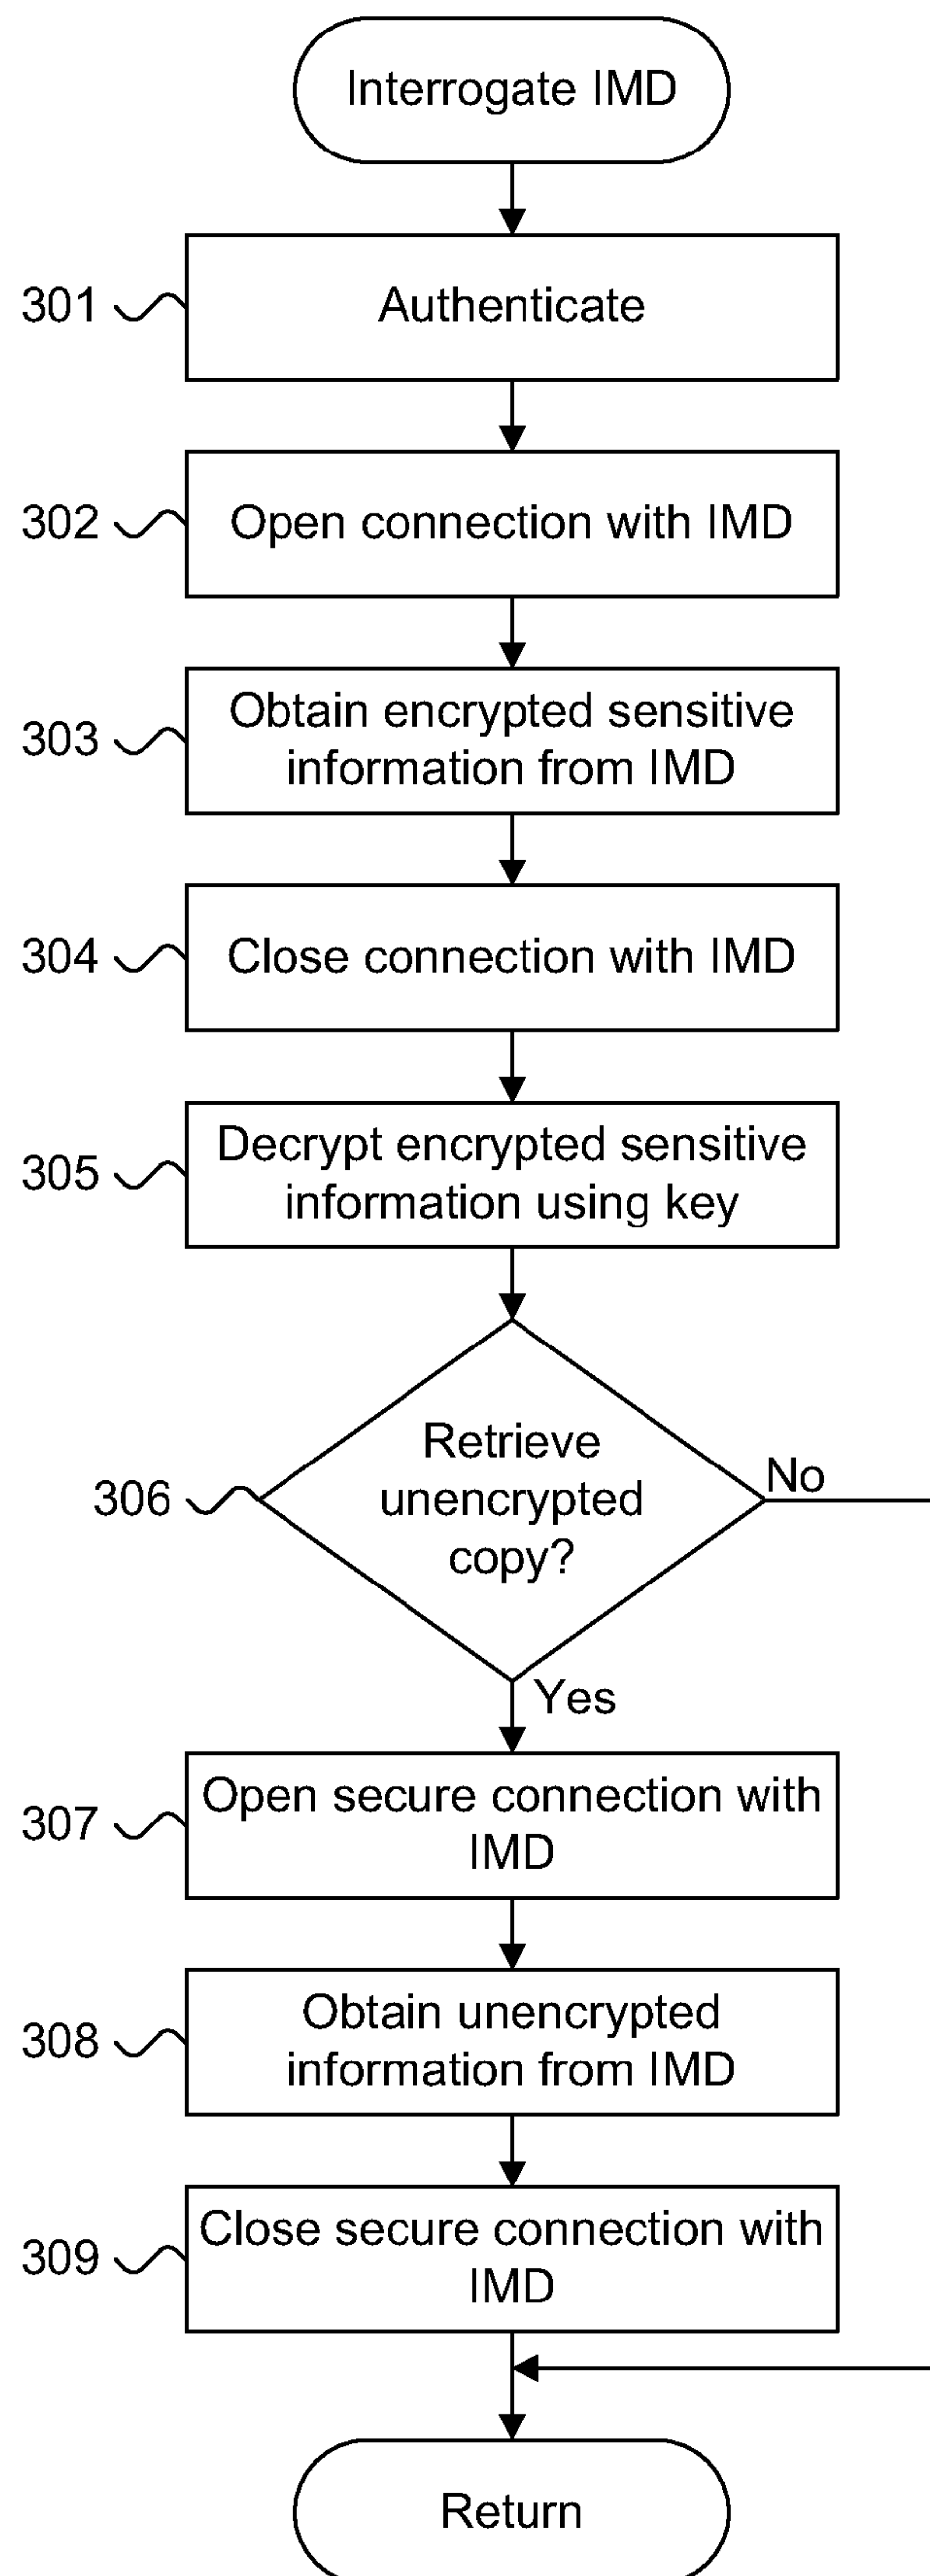 Interrogate IMD
301
Authenticate
302
Open connection with IMD
303
Obtain encrypted sensitive
information from IMD
304
Close connection with IMD
305
Decrypt encrypted sensitive
information using key
306
Retrieve
unencrypted
copy?
No
Yes
307
Open secure connection with
IMD
308
Obtain unencrypted
information from IMD
309
Close secure connection with
IMD
Return